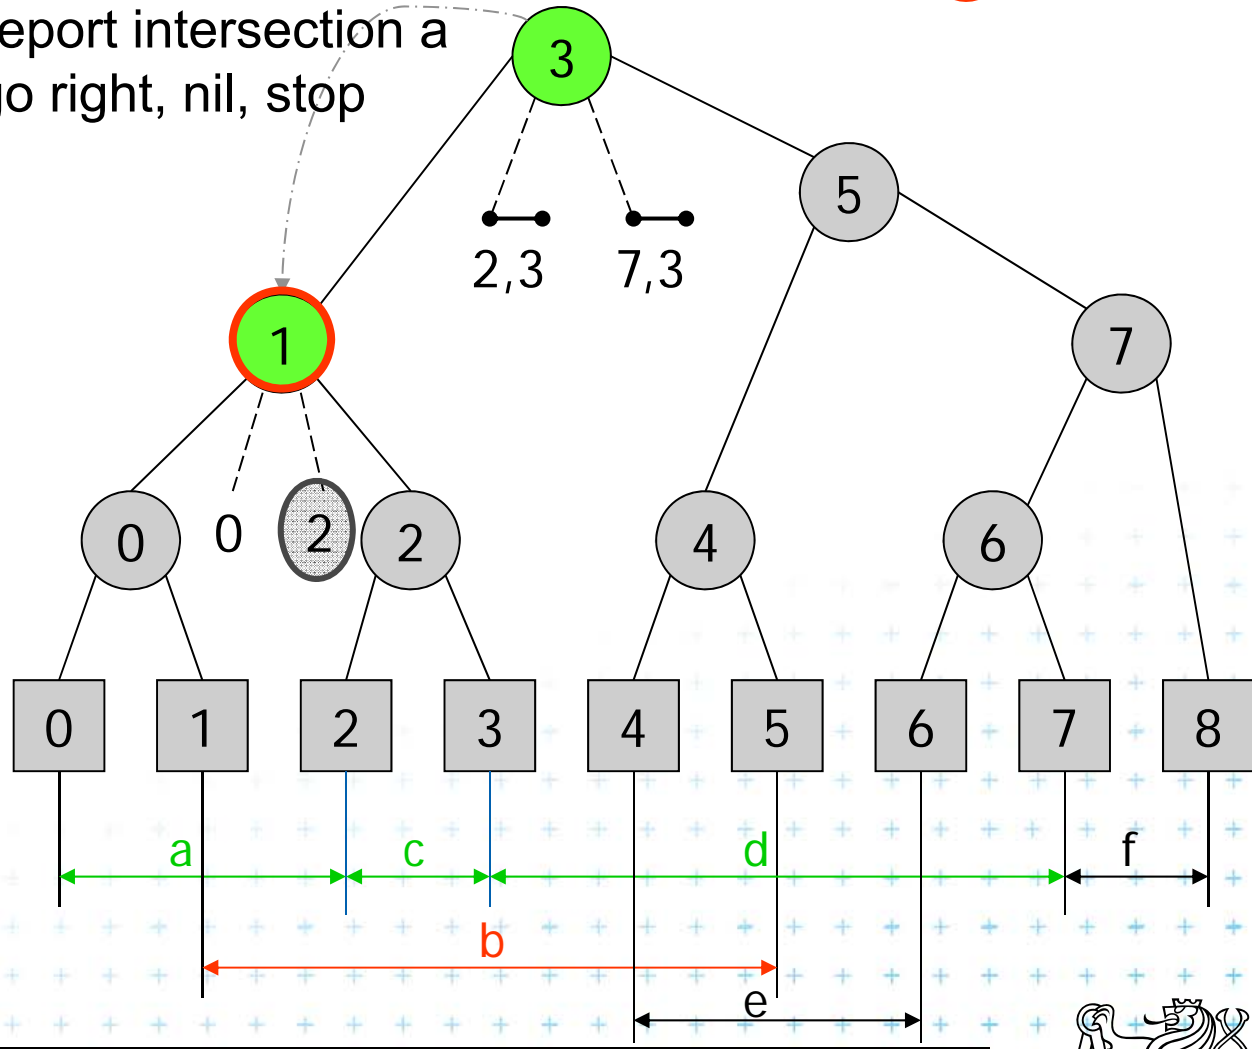 eport intersection a
go right, nil, stop
3
5
2,3 7,3
1
7
0 0 2 2 4 6
0 1 2 3 4 5 6 7 8
a c d f
b
e